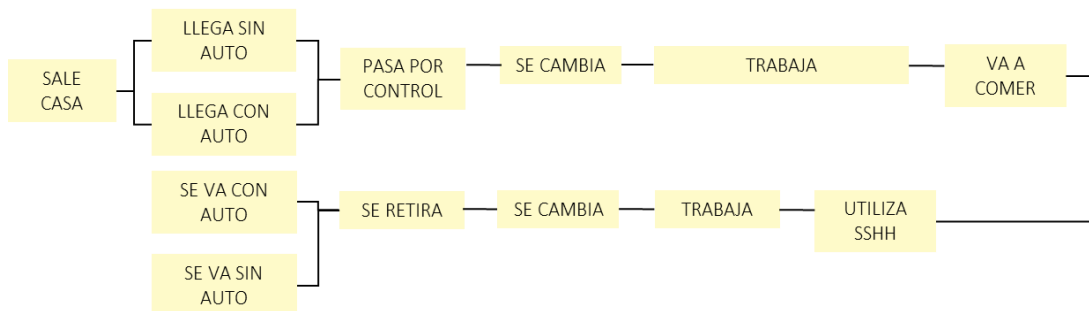 SALE
CASA
LLEGA SIN
AUTO
LLEGA CON
AUTO
PASA POR
CONTROL
SE CAMBIA
TRABAJA
VA A
COMER
SE VA CON
AUTO
SE VA SIN
AUTO
SE RETIRA
SE CAMBIA
TRABAJA
UTILIZA
SSHH